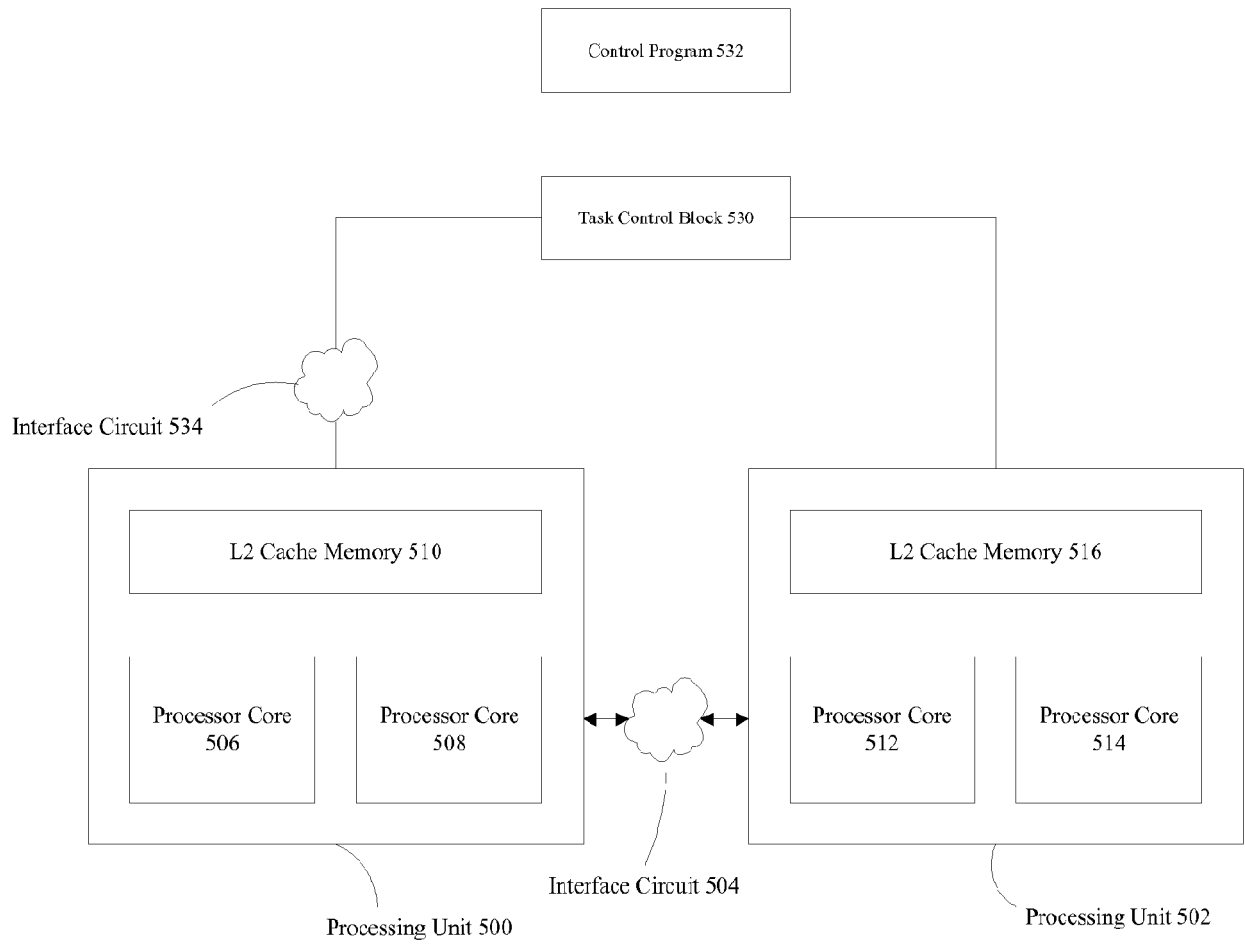 Control Program 532
Task Control Block 530
Interface Circuit 534
L2 Cache Memory 510
L2 Cache Memory 516
Processor Core
506
Processor Core
508
Processor Core
512
Processor Core
514
Interface Circuit 504
Processing Unit 500
Processing Unit 502